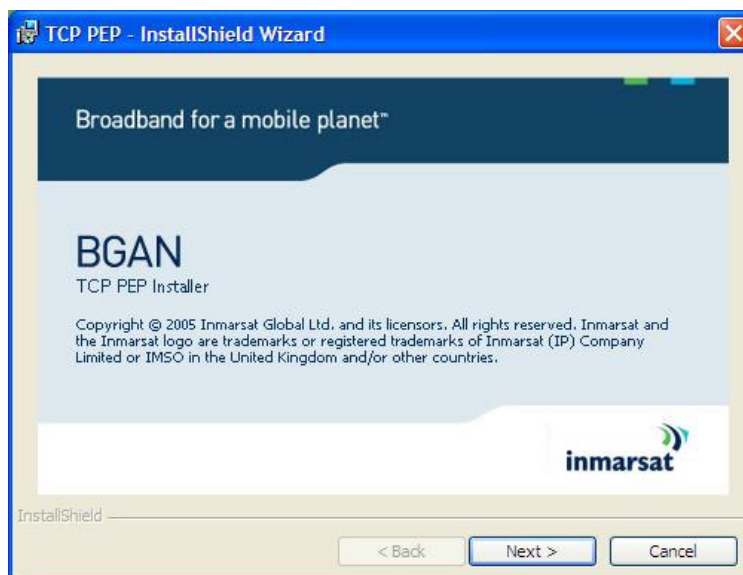 TCP PEP - InstallShield Wizard
Broadband for a mobile planet™
BGAN
TCP PEP Installer
Copyright © 2005 Inmarsat Global Ltd. and its licensors. All rights reserved. Inmarsat and
the Inmarsat logo are trademarks or registered trademarks of Inmarsat (IP) Company
Limited or IMSO in the United Kingdom and/or other countries.
inmarsat
InstallShield
< Back
Next >
Cancel